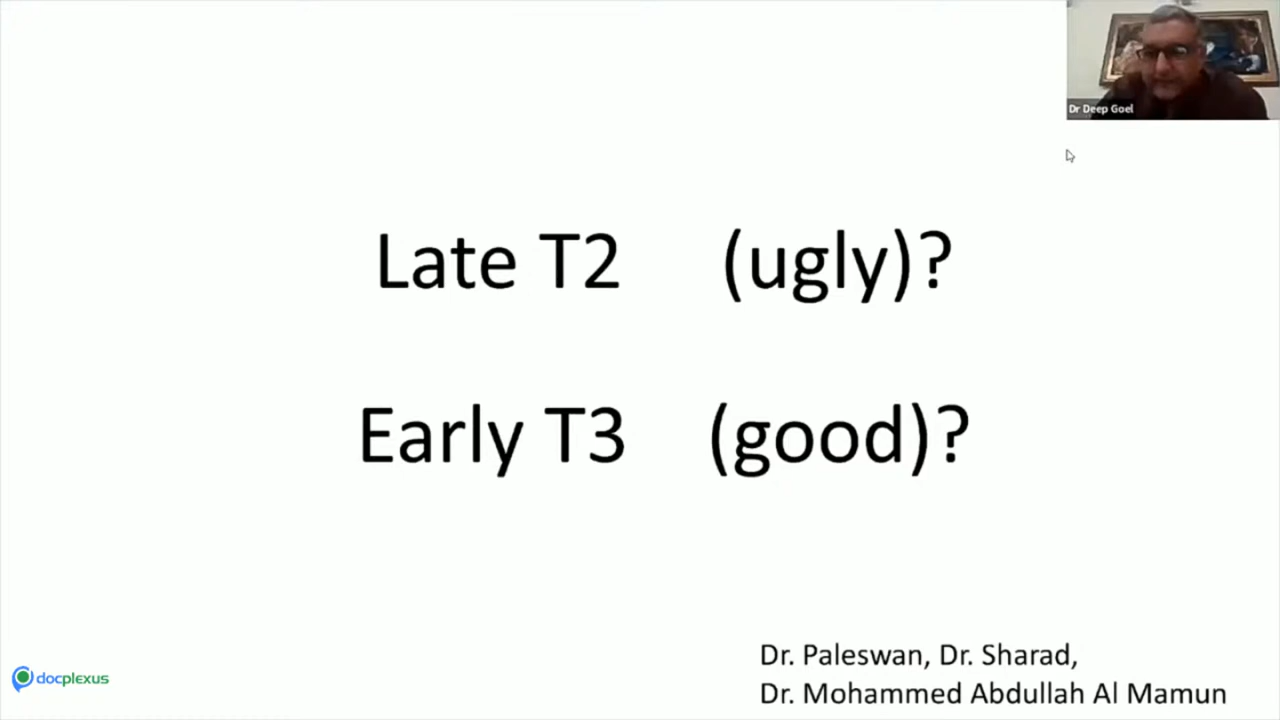 Dr Deep Goel
Late T2 (ugly)?
Early T3 (good)?
Dr. Paleswan, Dr. Sharad,
Dr. Mohammed Abdullah Al Mamun
docplexus